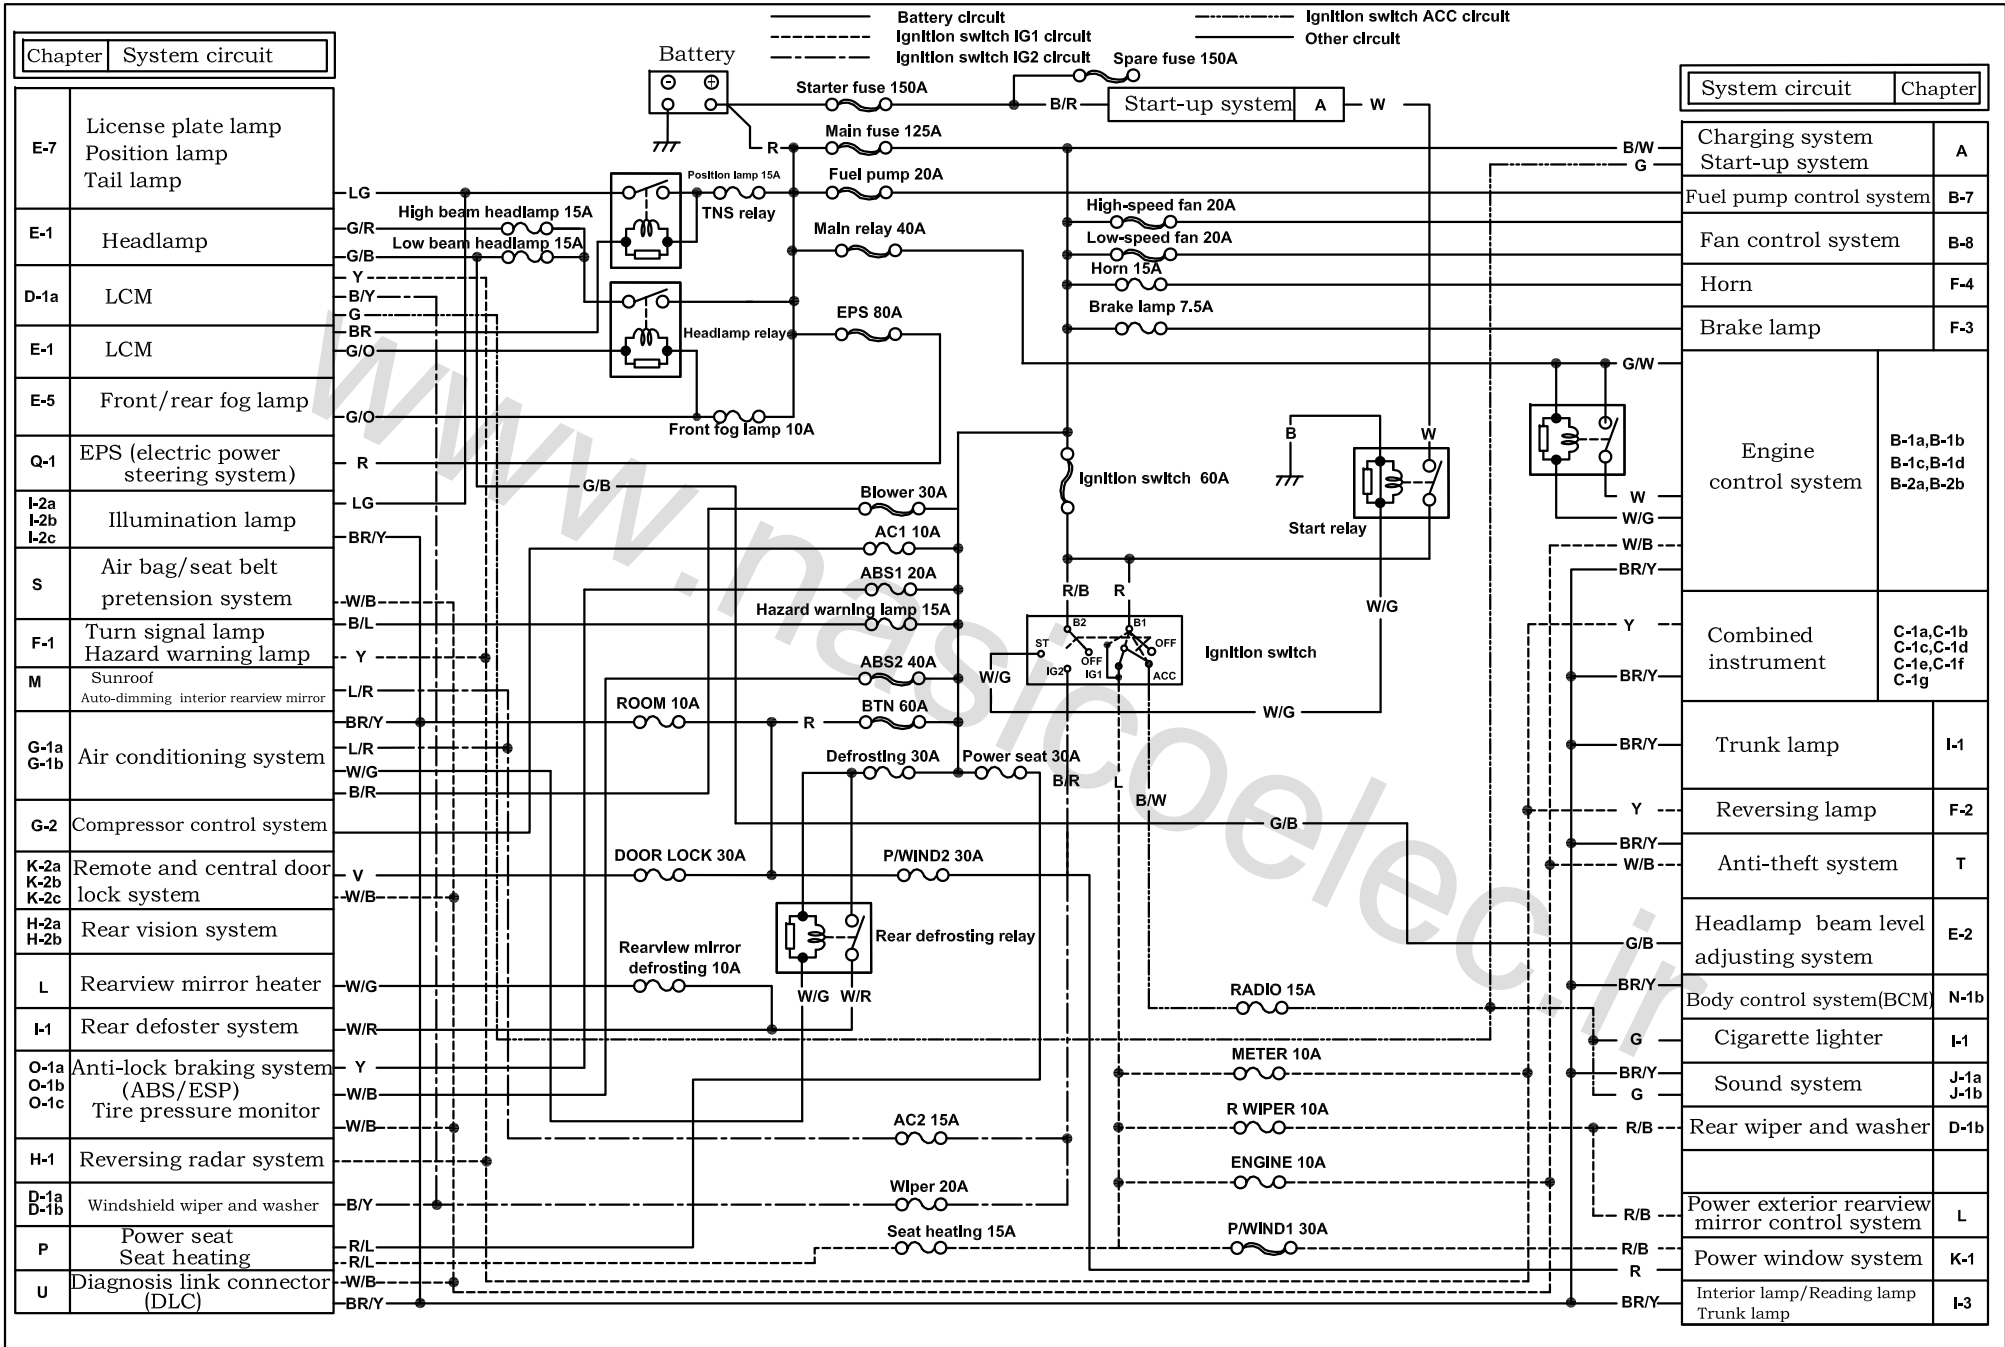 Battery circuit
Ignition switch IG1 circuit
Ignition switch IG2 circuit
Ignition switch ACC circuit
Other circuit
Chapter System circuit
E-7 License plate lamp
Position lamp
Tail lamp
LG
E-1 Headlamp
G/R
G/B
D-1a LCM
Y
B/Y
G
BR
E-1 LCM
G/O
E-5 Front/rear fog lamp
G/O
Q-1 EPS (electric power
steering system)
R
I-2a
I-2b
I-2c
Illumination lamp
LG
BR/Y
S Air bag/seat belt
pretension system
W/B
F-1 Turn signal lamp
Hazard warning lamp
B/L
Y
M Sunroof
Auto-dimming interior rearview mirror
L/R
G-1a
G-1b
Air conditioning system
BR/Y
L/R
W/G
B/R
G-2 Compressor control system
K-2a
K-2b
K-2c
Remote and central door
lock system
V
W/B
H-2a
H-2b
Rear vision system
L Rearview mirror heater
W/G
I-1 Rear defoster system
W/R
O-1a
O-1b
O-1c
Anti-lock braking system
(ABS/ESP)
Tire pressure monitor
Y
W/B
W/B
H-1 Reversing radar system
D-1a
D-1b
Windshield wiper and washer
B/Y
P Power seat
Seat heating
R/L
R/L
U Diagnosis link connector
(DLC)
W/B
BR/Y
Battery
Starter fuse 150A
Spare fuse 150A
B/R
Start-up system A
W
R
Main fuse 125A
Position lamp 15A
Fuel pump 20A
TNS relay
High beam headlamp 15A
Low beam headlamp 15A
Main relay 40A
High-speed fan 20A
Low-speed fan 20A
Horn 15A
Brake lamp 7.5A
EPS 80A
Headlamp relay
Front fog lamp 10A
G/B
Blower 30A
AC1 10A
ABS1 20A
Hazard warning lamp 15A
ABS2 40A
ROOM 10A
R
BTN 60A
Defrosting 30A
Power seat 30A
DOOR LOCK 30A
P/WIND2 30A
Rear defrosting relay
Rearview mirror
defrosting 10A
W/G
W/R
AC2 15A
Wiper 20A
Seat heating 15A
Ignition switch 60A
B
W
Start relay
R/B
R
W/G
B2
B1
ST
OFF
OFF
IG2
IG1
ACC
Ignition switch
W/G
W/G
B/R
L
B/W
G/B
RADIO 15A
METER 10A
R WIPER 10A
ENGINE 10A
P/WIND1 30A
System circuit Chapter
B/W
G
Charging system
Start-up system
A
Fuel pump control system B-7
Fan control system B-8
Horn F-4
Brake lamp F-3
G/W
W
W/G
W/B
BR/Y
Engine
control system
B-1a,B-1b
B-1c,B-1d
B-2a,B-2b
Y
BR/Y
Combined
instrument
C-1a,C-1b
C-1c,C-1d
C-1e,C-1f
C-1g
BR/Y
Trunk lamp I-1
Y
Reversing lamp F-2
BR/Y
W/B
Anti-theft system T
G/B
Headlamp beam level
adjusting system
E-2
BR/Y
Body control system(BCM) N-1b
G
Cigarette lighter I-1
BR/Y
G
Sound system J-1a
J-1b
R/B
Rear wiper and washer D-1b
R/B
Power exterior rearview
mirror control system
L
R/B
R
Power window system K-1
BR/Y
Interior lamp/Reading lamp
Trunk lamp
I-3
www.nasicoelec.ir